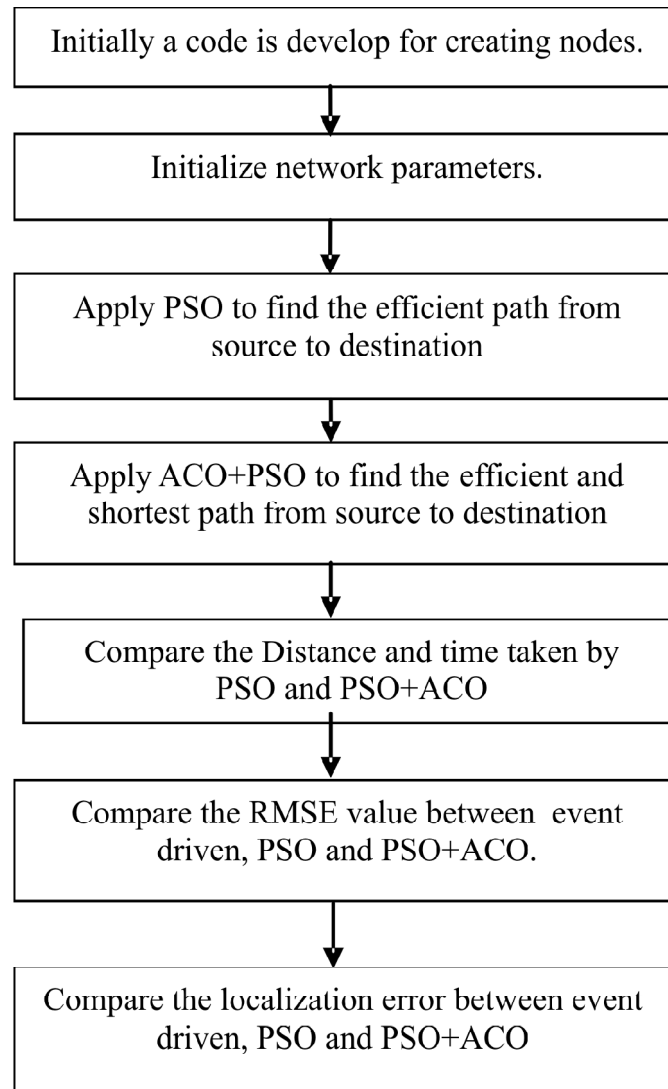 Initially a code is develop for creating nodes.
Initialize network parameters.
Apply PSO to find the efficient path from
source to destination
Apply ACO+PSO to find the efficient and
shortest path from source to destination
Compare the Distance and time taken by
PSO and PSO+ACO
Compare the RMSE value between event
driven, PSO and PSO+ACO.
Compare the localization error between event
driven, PSO and PSO+ACO